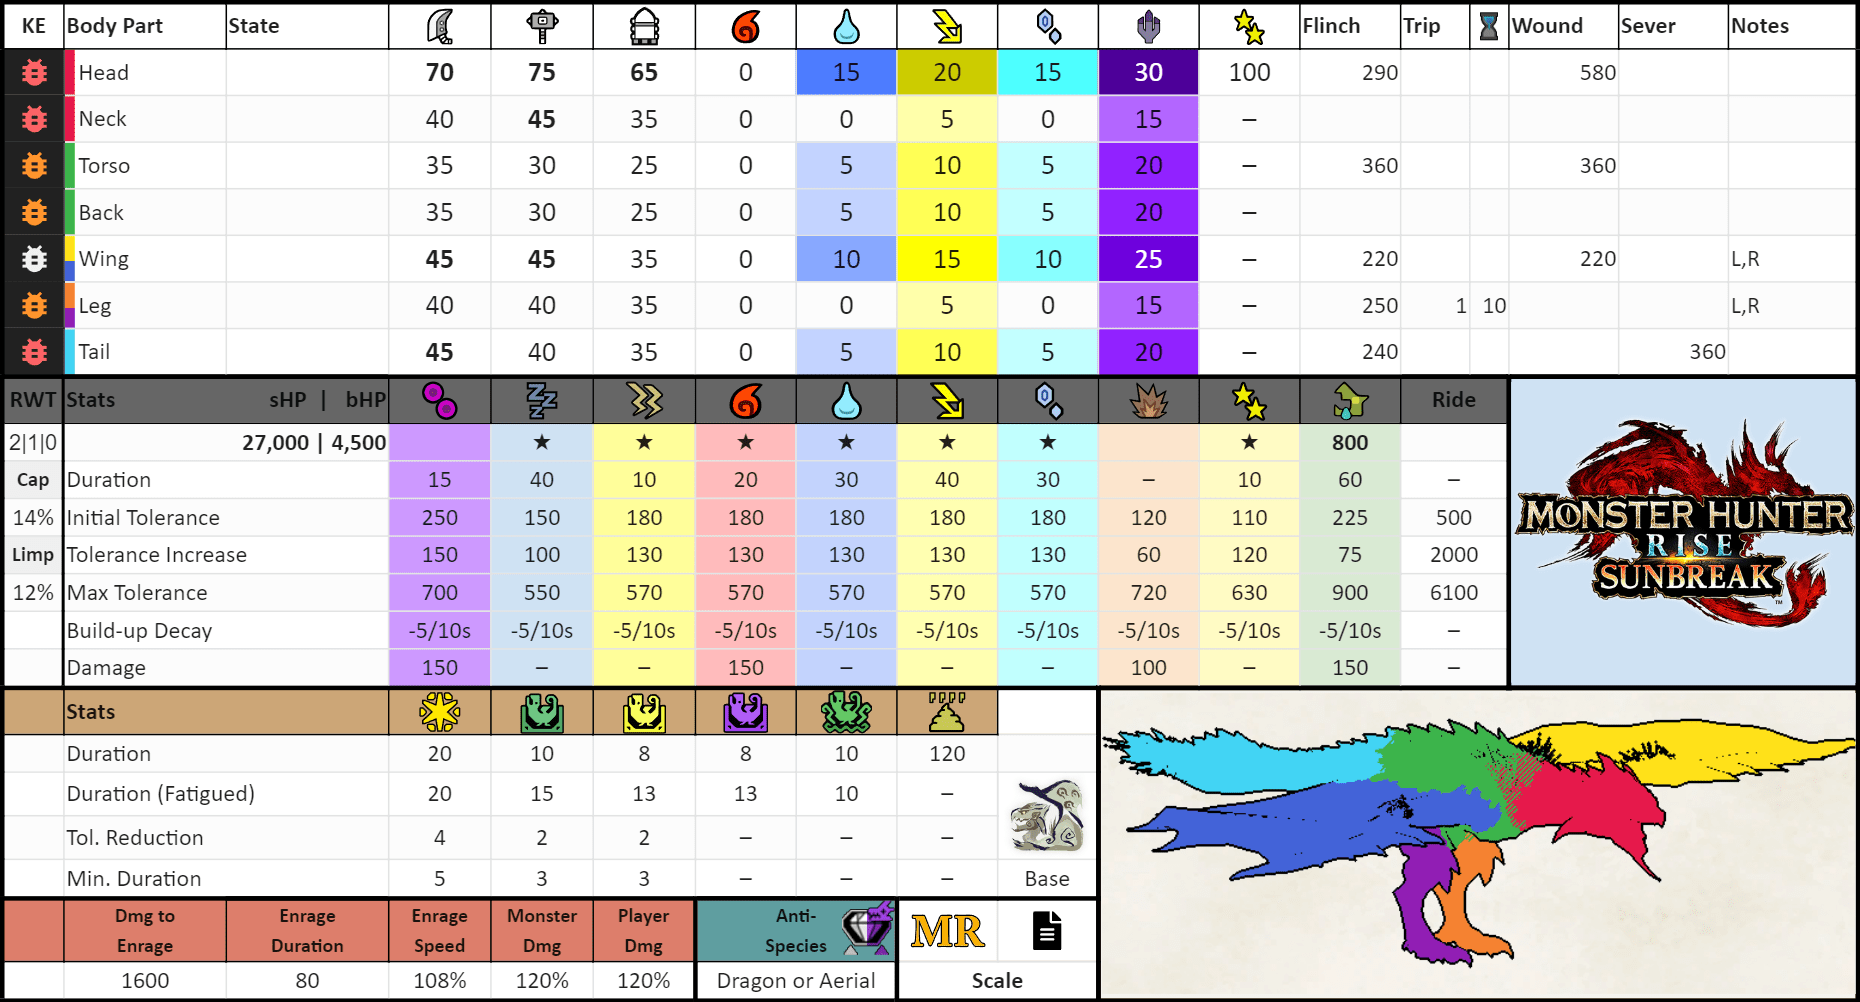 KE Body Part State Flinch Trip Wound Sever Notes
Head 70 75 65 0 15 20 15 30 100 290 580
Neck 40 45 35 0 0 5 0 15 –
Torso 35 30 25 0 5 10 5 20 – 360 360
Back 35 30 25 0 5 10 5 20 –
Wing 45 45 35 0 10 15 10 25 – 220 220 L,R
Leg 40 40 35 0 0 5 0 15 – 250 1 10 L,R
Tail 45 40 35 0 5 10 5 20 – 240 360
RWT Stats sHP | bHP Ride
2|1|0 27,000 | 4,500 ★ ★ ★ ★ ★ ★ ★ 800
Cap Duration 15 40 10 20 30 40 30 – 10 60 –
14% Initial Tolerance 250 150 180 180 180 180 180 120 110 225 500
Limp Tolerance Increase 150 100 130 130 130 130 130 60 120 75 2000
12% Max Tolerance 700 550 570 570 570 570 570 720 630 900 6100
Build-up Decay -5/10s -5/10s -5/10s -5/10s -5/10s -5/10s -5/10s -5/10s -5/10s -5/10s –
Damage 150 – – 150 – – – 100 – 150 –
MONSTER HUNTER
RISE
SUNBREAK
TM
Stats
Duration 20 10 8 8 10 120
Duration (Fatigued) 20 15 13 13 10 –
Tol. Reduction 4 2 2 – – –
Min. Duration 5 3 3 – – – Base
Dmg to Enrage Enrage Monster Player Anti-
Enrage Duration Speed Dmg Dmg Species MR
1600 80 108% 120% 120% Dragon or Aerial Scale